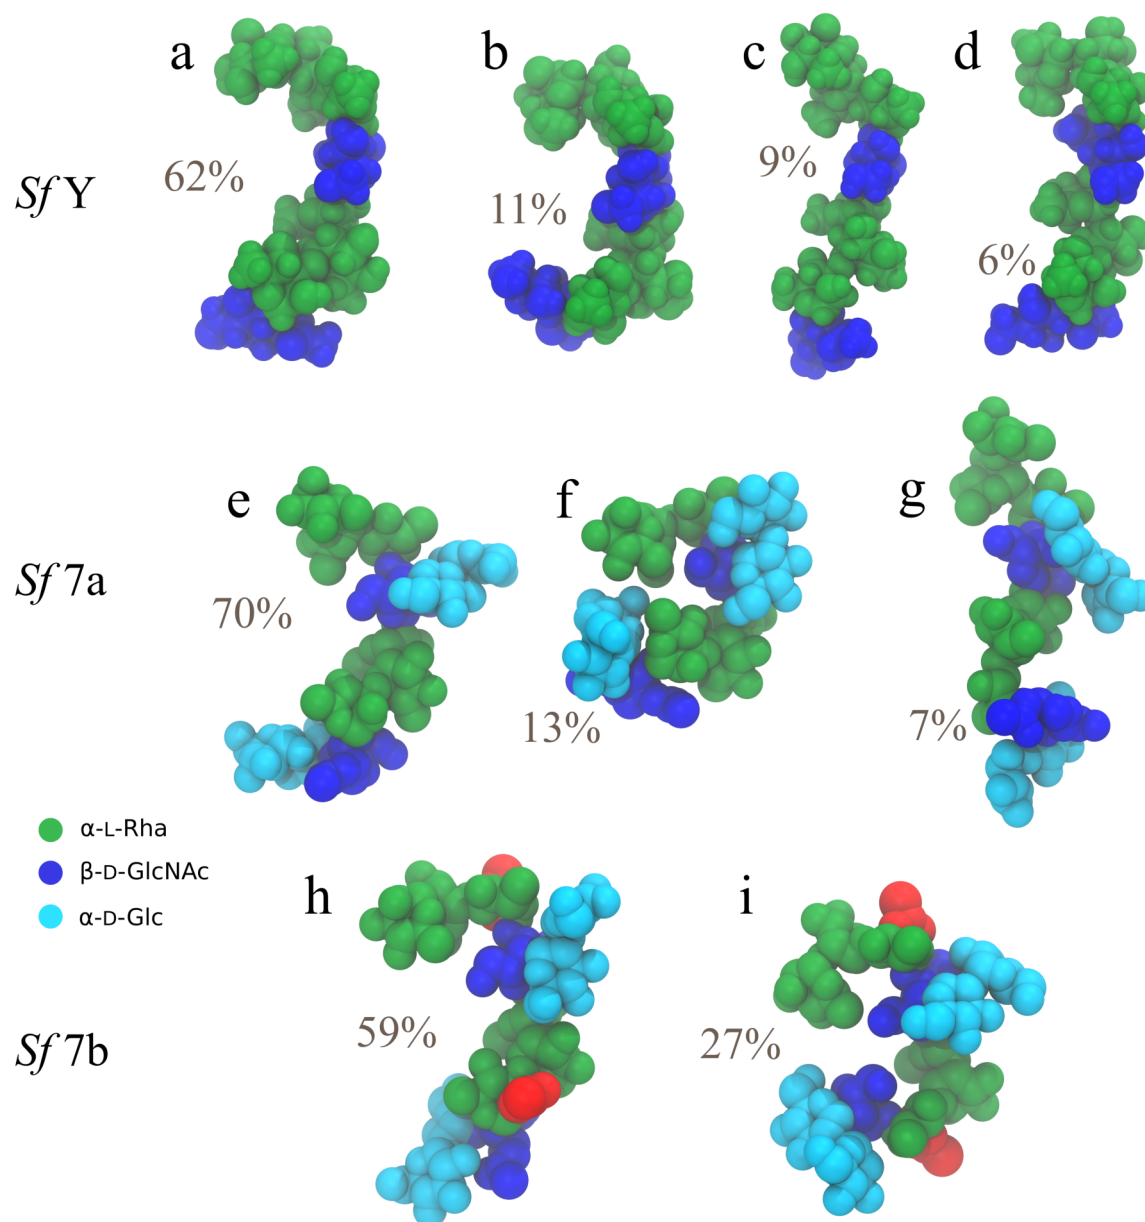 a
b
c
d
62%
11%
9%
6%
Sf Y
e
f
g
70%
13%
7%
Sf 7a
α-L-Rha
β-D-GlcNAc
α-D-Glc
h
i
59%
27%
Sf 7b